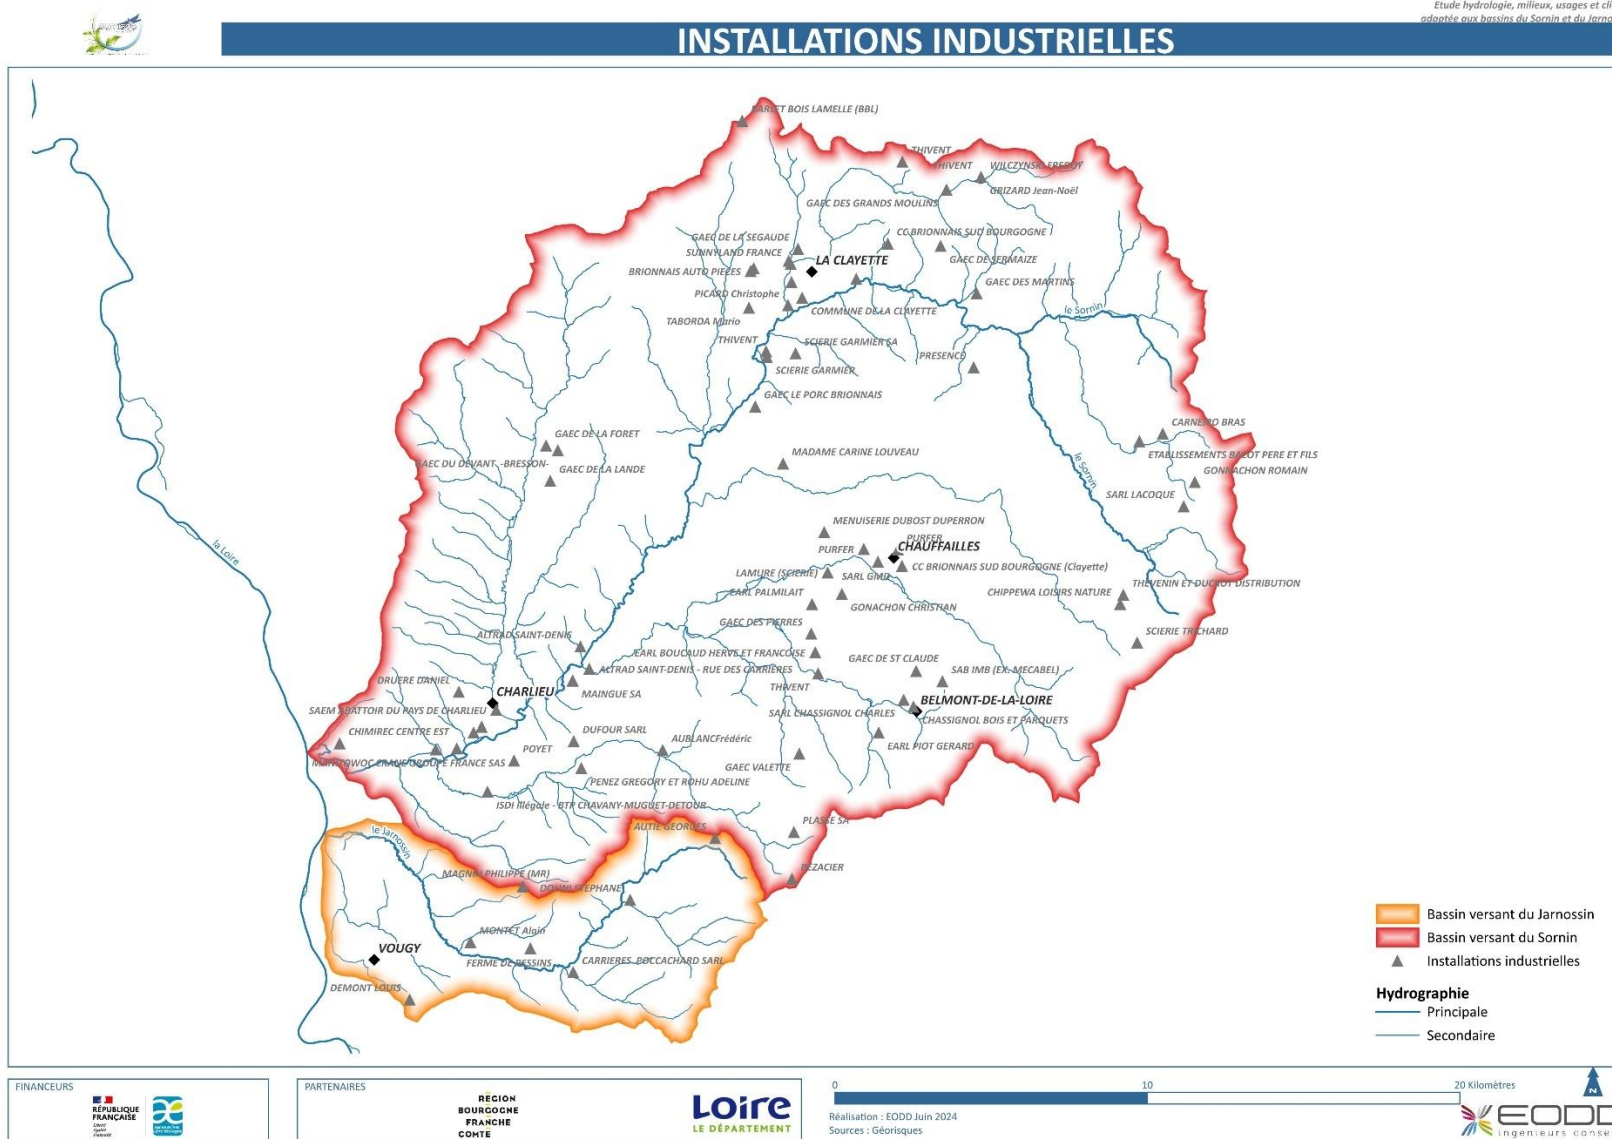 Etude hydrologie, milieux, usages et cli
adaptée aux bassins du Sornin et du Jarno
INSTALLATIONS INDUSTRIELLES
BARLET BOIS LAMELLE (BBL)
THIVENT
THIVENT
WILCZYNSKI FREDDY
GRIZARD Jean-Noël
GAEC DES GRANDS MOULINS
CC BRIONNAIS SUD BOURGOGNE
GAEC DE LA SEGAUDE
SUNNYLAND FRANCE
GAEC DE SERMAIZE
LA CLAYETTE
BRIONNAIS AUTO PIECES
GAEC DES MARTINS
PICARD Christophe
COMMUNE DE LA CLAYETTE
le Sornin
TABORDA Mario
THIVENT
SCIERIE GARMIER SA
PRESENCE
SCIERIE GARMIER
GAEC LE PORC BRIONNAIS
CARNEIRO BRAS
GAEC DE LA FORET
MADAME CARINE LOUVEAU
ETABLISSEMENTS BALOT PERE ET FILS
GAEC DU DEVANT -BRESSON-
GAEC DE LA LANDE
le Sornin
GONNACHON ROMAIN
SARL LACOQUE
MENUISERIE DUBOST DUPERRON
PURFER
CHAUFFAILLES
PURFER
la Loire
LAMURE (SCIERIE)
SARL GMD
CC BRIONNAIS SUD BOURGOGNE (Clayette)
THEVENIN ET DUCROT DISTRIBUTION
EARL PALMILAIT
CHIPPEWA LOISIRS NATURE
GONACHON CHRISTIAN
GAEC DES PIERRES
SCIERIE TRICHARD
ALTRAD SAINT-DENIS
EARL BOUCAUD HERVE ET FRANCOISE
GAEC DE ST CLAUDE
ALTRAD SAINT-DENIS - RUE DES CARRIERES
SAB IMB (EX. MECABEL)
DRUERE DANIEL
CHARLIEU
MAINGUE SA
THIVENT
BELMONT-DE-LA-LOIRE
SAEM ABATTOIR DU PAYS DE CHARLIEU
SARL CHASSIGNOL CHARLES
CHASSIGNOL BOIS ET PARQUETS
CHIMIREC CENTRE EST
DUFOUR SARL
AUBLANCFrédéric
EARL PIOT GERARD
POYET
MANITOWOC CRANE GROUPE FRANCE SAS
GAEC VALETTE
PENEZ GREGORY ET ROHU ADELINE
ISDI illégale - BTP CHAVANY-MUGUET-DETOUR
PLASSE SA
AUTIE GEORGES
le Jarnossin
DEZACIER
MAGNIN PHILIPPE (MR)
STEPHANE
MONTET Alain
VOUGY
FERME DE RESSINS
CARRIERES POCCACHARD SARL
DEMONT LOUIS
Bassin versant du Jarnossin
Bassin versant du Sornin
Installations industrielles
Hydrographie
Principale
Secondaire
FINANCEURS
RÉPUBLIQUE
FRANÇAISE
PARTENAIRES
REGION
BOURGOGNE
FRANCHE
COMTE
Loire
LE DÉPARTEMENT
0 10 20 Kilomètres
N
Réalisation : EODD Juin 2024
Sources : Géorisques
EODD
ingénieurs conse